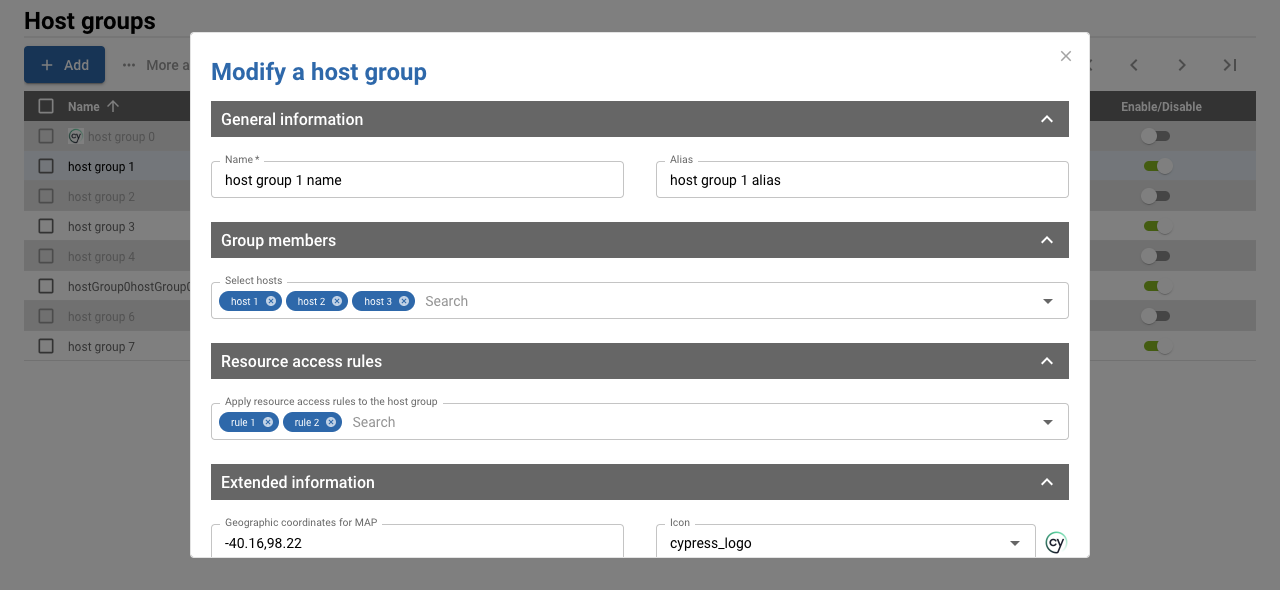 Host groups
Add
More a
Name
Enable/Disable
cy host group 0
host group 1
host group 2
host group 3
host group 4
hostGroup0hostGroup0
host group 6
host group 7
Modify a host group
General information
Name *
host group 1 name
Alias
host group 1 alias
Group members
Select hosts
host 1 host 2 host 3 Search
Resource access rules
Apply resource access rules to the host group
rule 1 rule 2 Search
Extended information
Geographic coordinates for MAP
-40.16,98.22
Icon
cypress_logo
cy